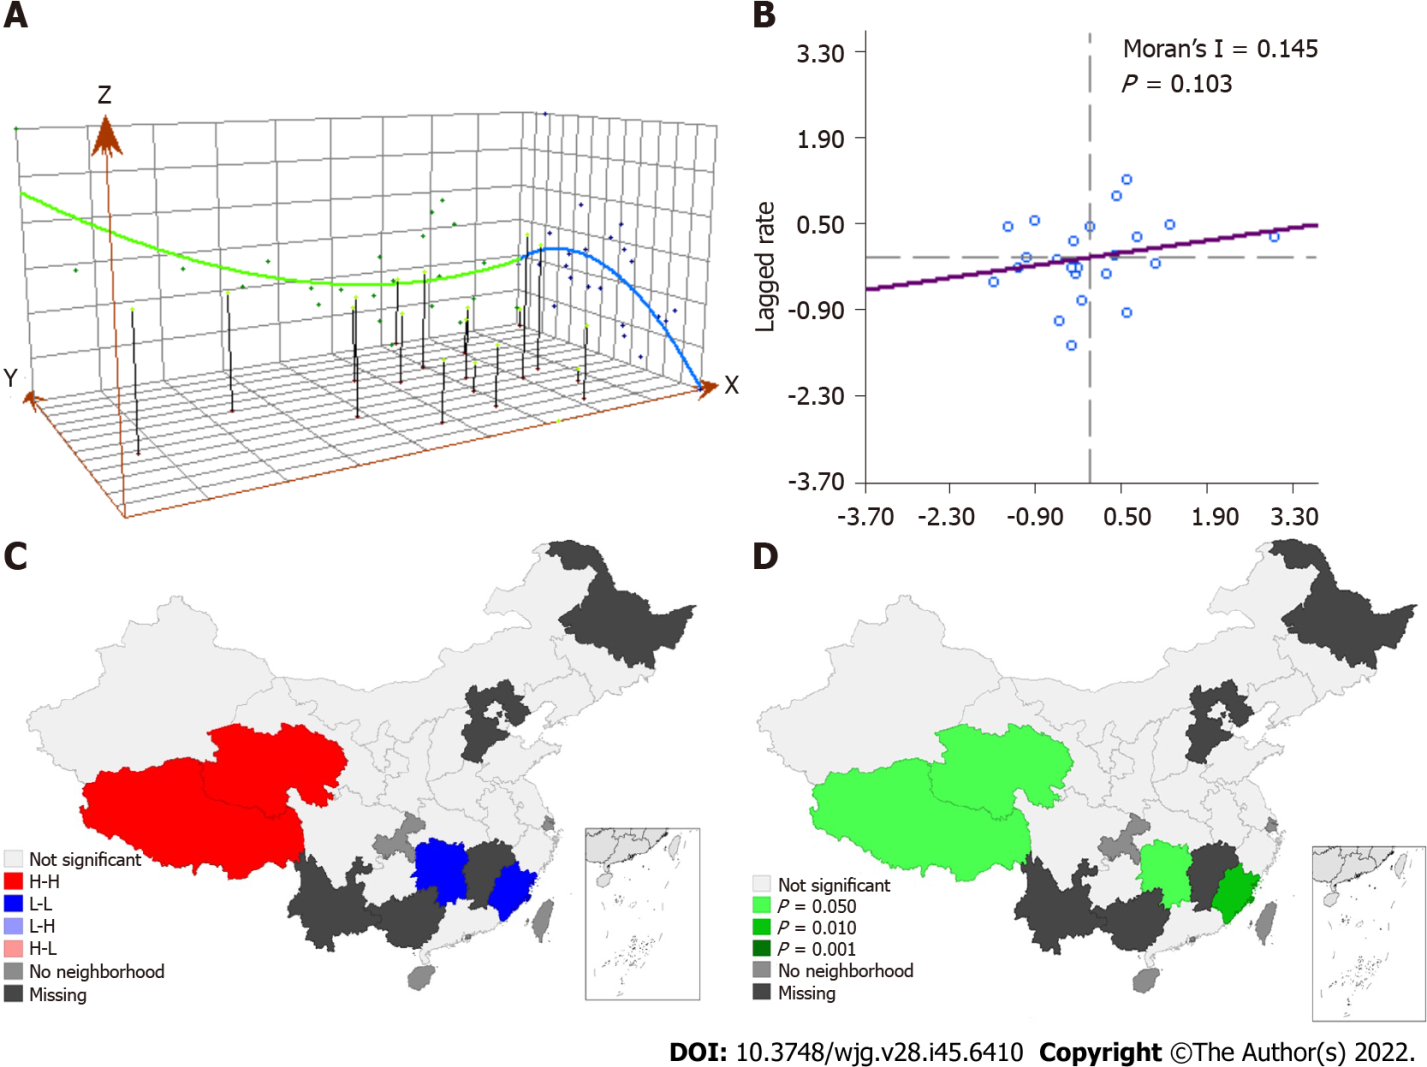 A
Z
Y
X
B
Moran's I = 0.145
P = 0.103
Lagged rate
3.30
1.90
0.50
-0.90
-2.30
-3.70
-3.70 -2.30 -0.90 0.50 1.90 3.30
C
Not significant
H-H
L-L
L-H
H-L
No neighborhood
Missing
D
Not significant
P = 0.050
P = 0.010
P = 0.001
No neighborhood
Missing
DOI: 10.3748/wjg.v28.i45.6410 Copyright ©The Author(s) 2022.